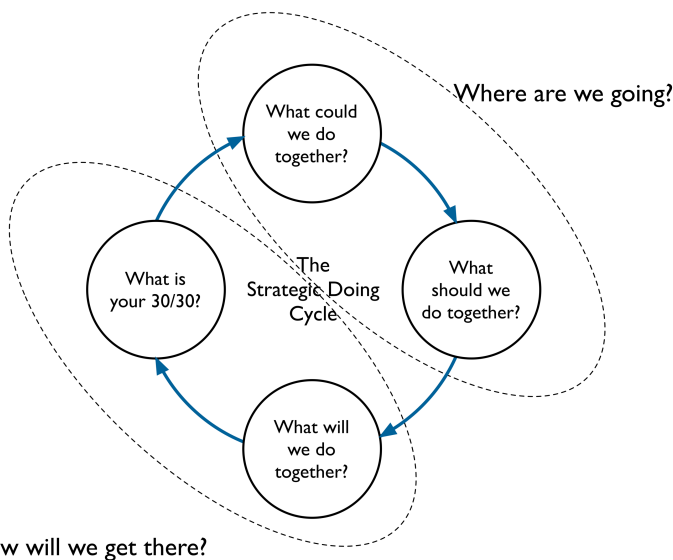 Where are we going?
What could
we do
together?
What is
your 30/30?
The
Strategic Doing
Cycle
What
should we
do together?
What will
we do
together?
w will we get there?